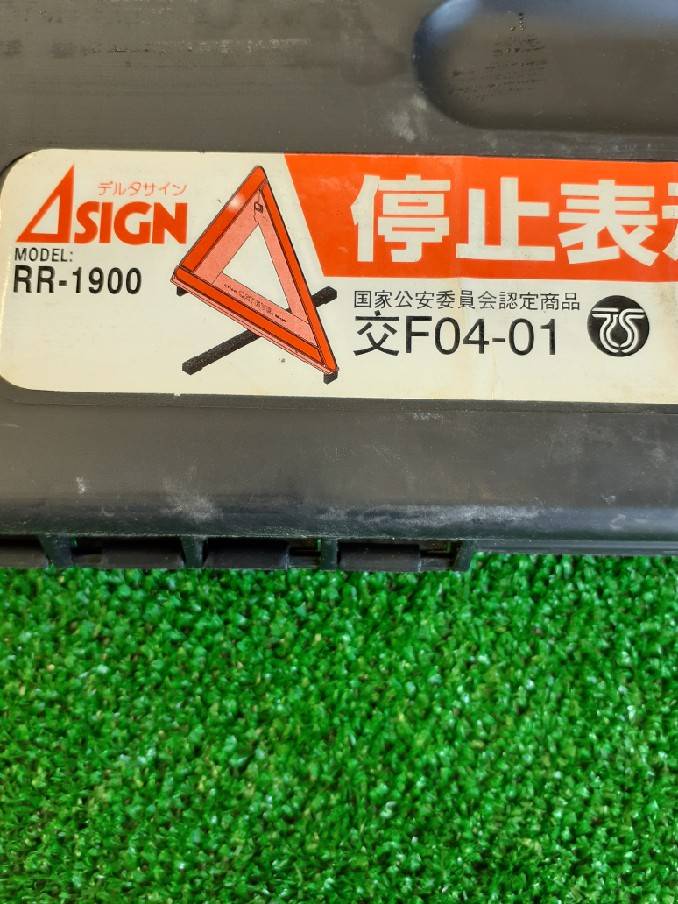 デルタサイン
ΔSIGN
MODEL:
RR-1900
停止表示
国家公安委員会認定商品
交F04-01